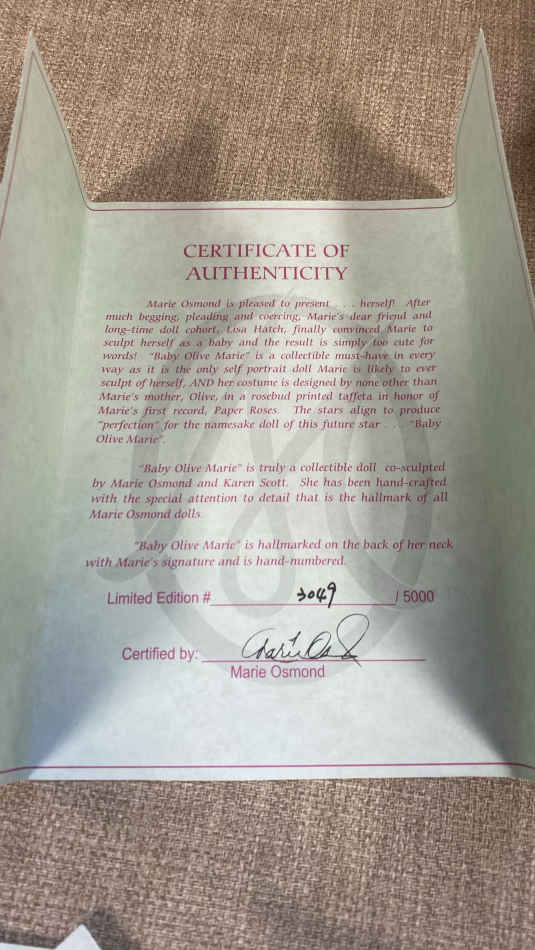 CERTIFICATE OF
AUTHENTICITY
Marie Osmond is pleased to present . . . herself! After
much begging, pleading and coercing, Marie's dear friend and
long-time doll cohort, Lisa Hatch, finally convinced Marie to
sculpt herself as a baby and the result is simply too cute for
words! "Baby Olive Marie" is a collectible must-have in every
way as it is the only self portrait doll Marie is likely to ever
sculpt of herself, AND her costume is designed by none other than
Marie's mother, Olive, in a rosebud printed taffeta in honor of
Marie's first record, Paper Roses. The stars align to produce
"perfection" for the namesake doll of this future star . . . "Baby
Olive Marie".
"Baby Olive Marie" is truly a collectible doll co-sculpted
by Marie Osmond and Karen Scott. She has been hand-crafted
with the special attention to detail that is the hallmark of all
Marie Osmond dolls.
"Baby Olive Marie" is hallmarked on the back of her neck
with Marie's signature and is hand-numbered.
Limited Edition # 3049 / 5000
Certified by: Marie Osmond
Marie Osmond